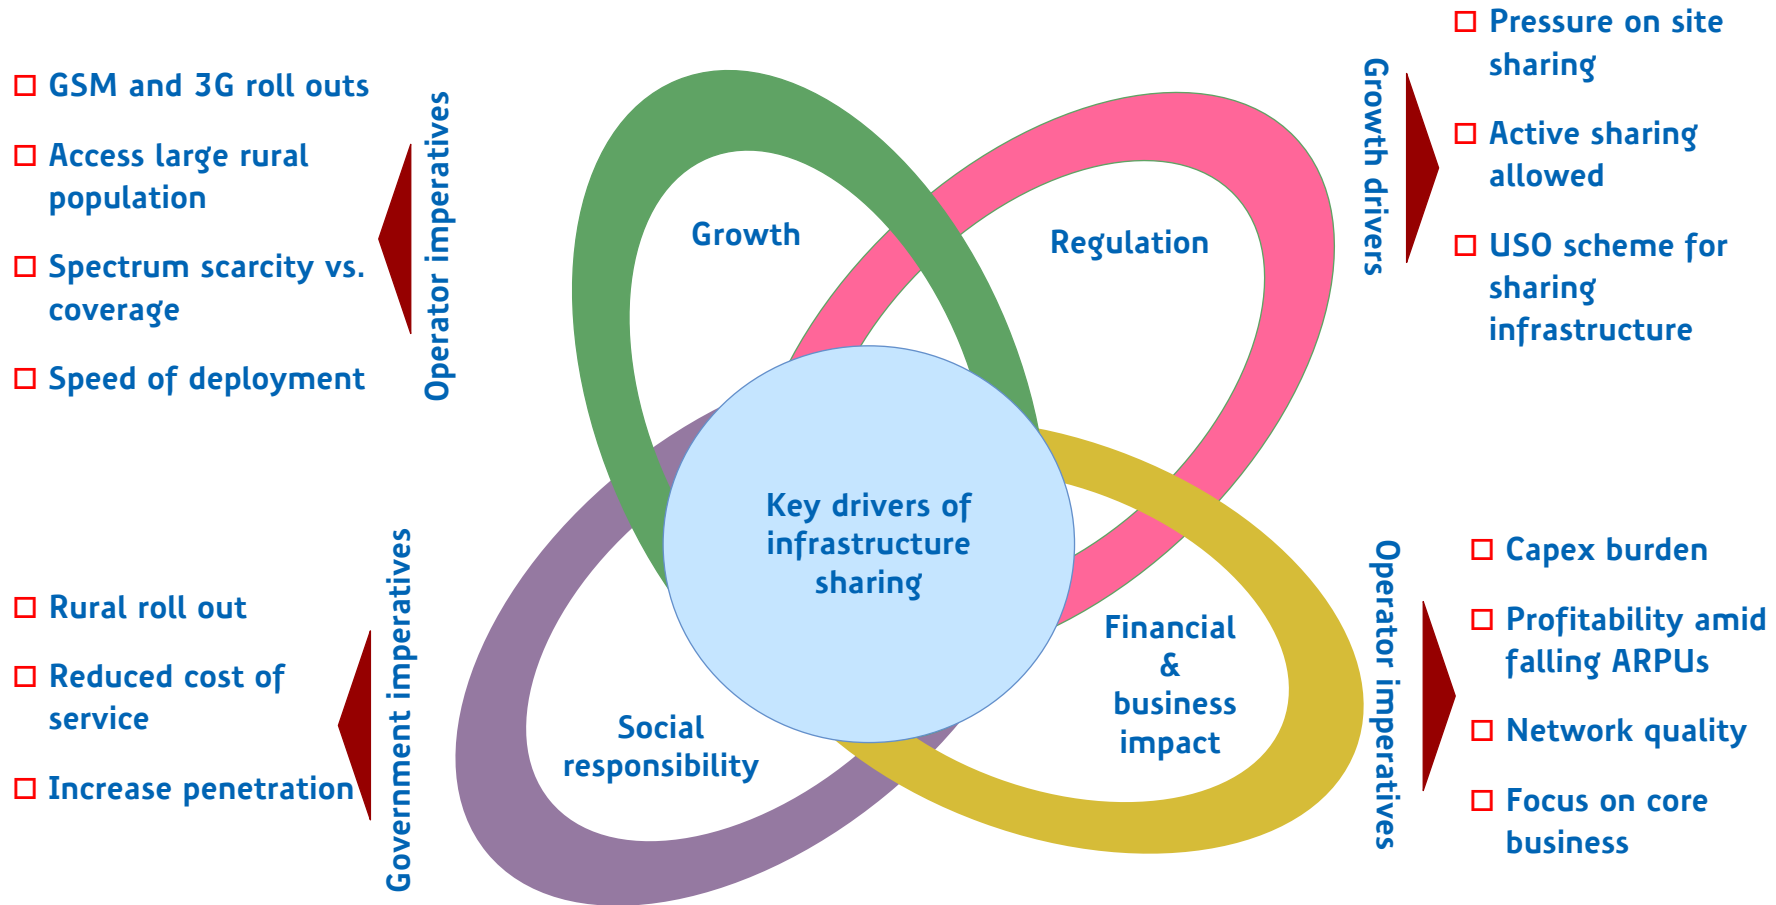 GSM and 3G roll outs
Access large rural
population
Spectrum scarcity vs.
coverage
Speed of deployment
Operator imperatives
Growth
Regulation
Growth drivers
Pressure on site
sharing
Active sharing
allowed
USO scheme for
sharing
infrastructure
Key drivers of
infrastructure
sharing
Rural roll out
Reduced cost of
service
Increase penetration
Government imperatives
Social
responsibility
Financial
&
business
impact
Operator imperatives
Capex burden
Profitability amid
falling ARPUs
Network quality
Focus on core
business